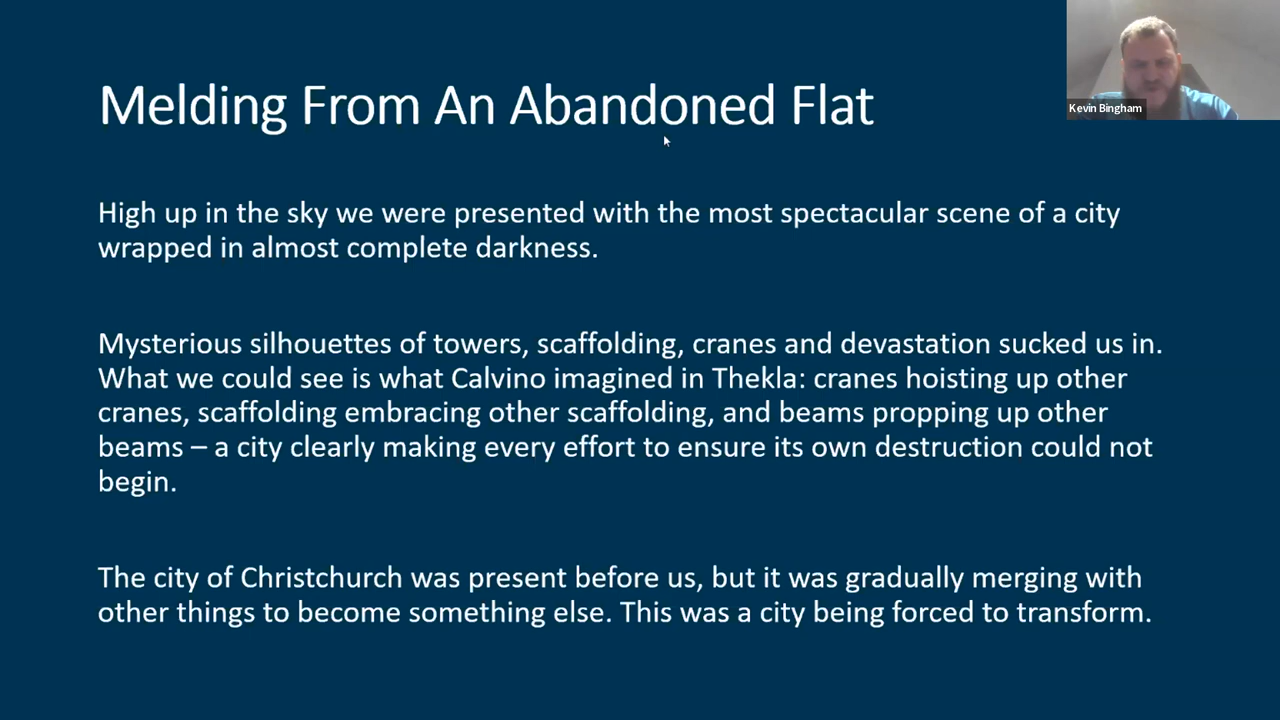 Melding From An Abandoned Flat
Kevin Bingham
High up in the sky we were presented with the most spectacular scene of a city
wrapped in almost complete darkness.
Mysterious silhouettes of towers, scaffolding, cranes and devastation sucked us in.
What we could see is what Calvino imagined in Thekla: cranes hoisting up other
cranes, scaffolding embracing other scaffolding, and beams propping up other
beams – a city clearly making every effort to ensure its own destruction could not
begin.
The city of Christchurch was present before us, but it was gradually merging with
other things to become something else. This was a city being forced to transform.